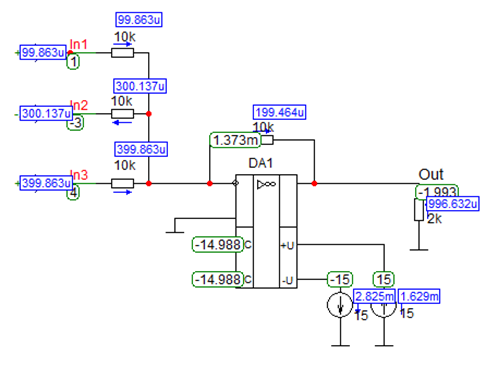 99.863u
10k
In1
99.863u
1
300.137u
10k
In2
300.137u
-3
399.863u
10k
In3
399.863u
4
199.464u
10k
1.373m
DA1
▷∞
Out
-1.993
996.632u
2k
-14.988 C
+U
-14.988 C
-U
-15
15
2.825m
1.629m
15
15